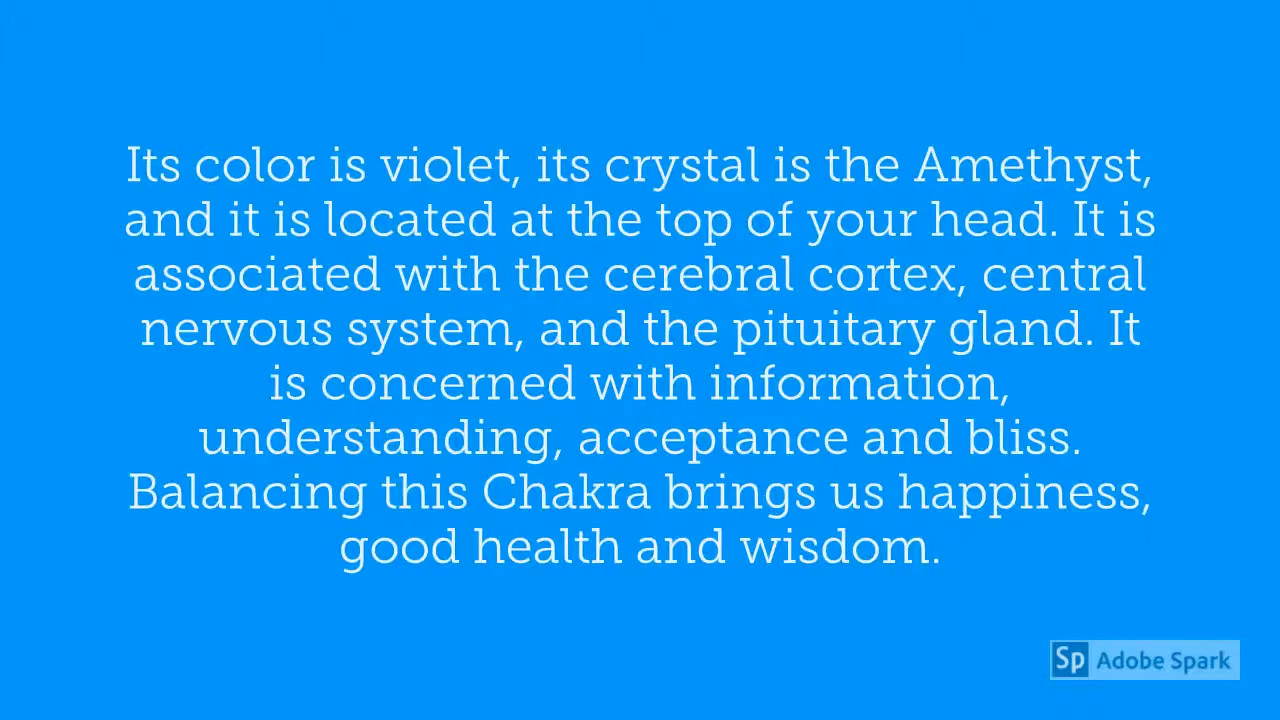 Its color is violet, its crystal is the Amethyst,
and it is located at the top of your head. It is
associated with the cerebral cortex, central
nervous system, and the pituitary gland. It
is concerned with information,
understanding, acceptance and bliss.
Balancing this Chakra brings us happiness,
good health and wisdom.
Sp Adobe Spark